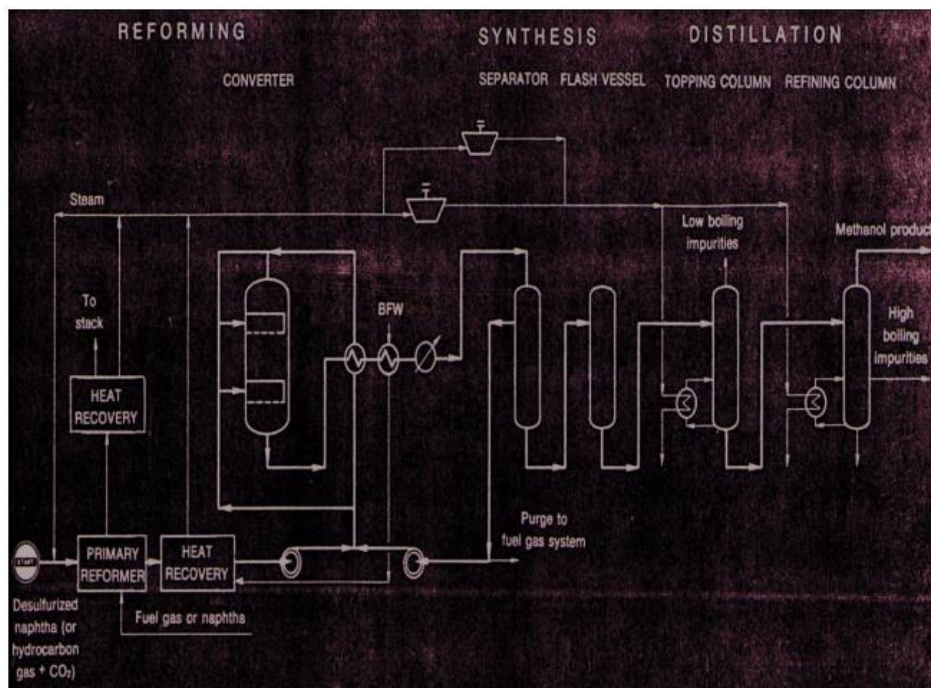 REFORMING
SYNTHESIS
DISTILLATION
CONVERTER
SEPARATOR
FLASH VESSEL
TOPPING COLUMN
REFINING COLUMN
Steam
Low boiling
impurities
Methanol product
To
stack
BFW
High
boiling
impurities
HEAT
RECOVERY
Purge to
fuel gas system
START
PRIMARY
REFORMER
HEAT
RECOVERY
Desulfurized
naphtha (or
hydrocarbon
gas + CO₂)
Fuel gas or naphtha